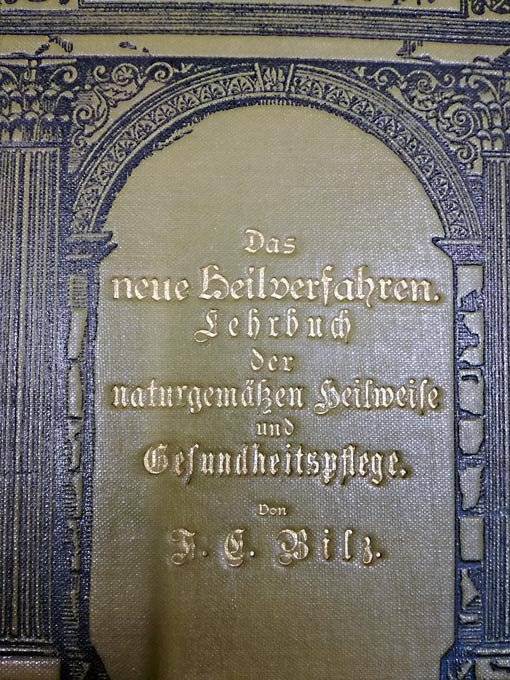 Das
neue Heilverfahren.
Lehrbuch
der
naturgemäßen Heilweise
und
Gesundheitspflege.
Von
F. E. Bilz.